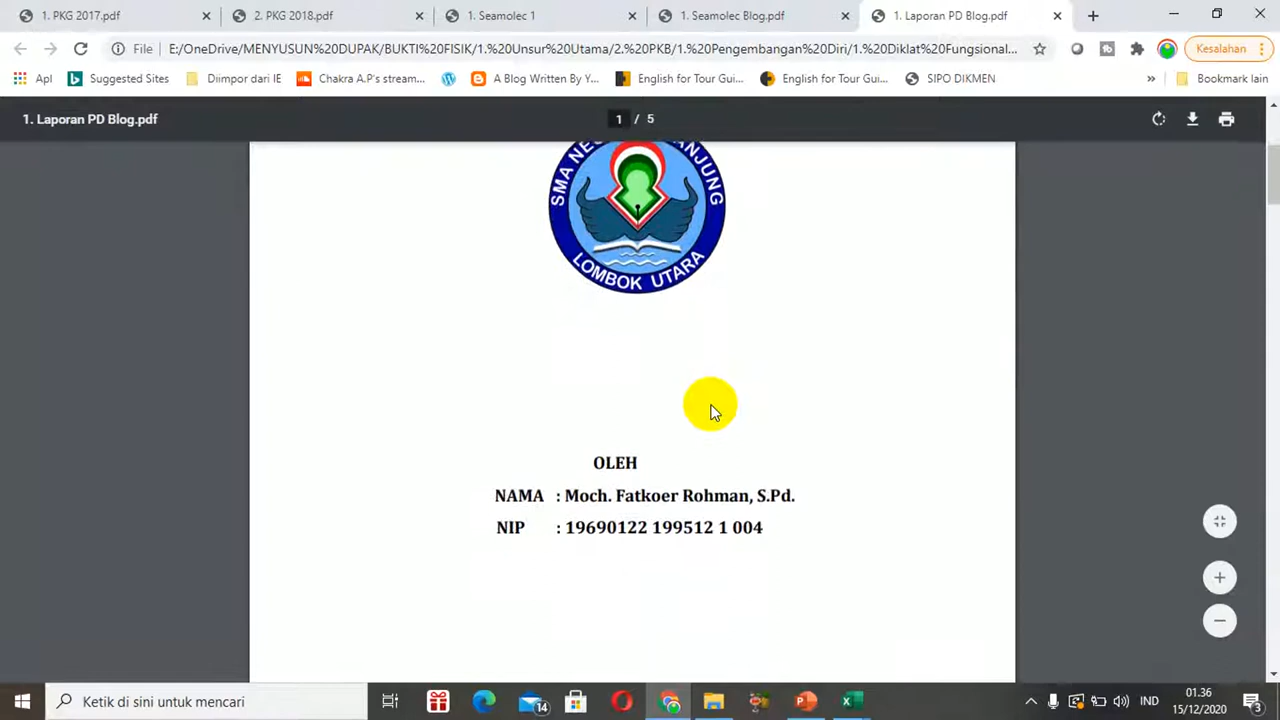 1. PKG 2017.pdf
2. PKG 2018.pdf
1. Seamolec 1
1. Seamolec Blog.pdf
1. Laporan PD Blog.pdf
File
E:/OneDrive/MENYUSUN%20DUPAK/BUKTI%20FISIK/1.%20Unsur%20Utama/2.%20PKB/1.%20Pengembangan%20Diri/1.%20Diklat%20Fungsional...
Kesalahan
Apl
Suggested Sites
Diimpor dari IE
Chakra A.P's stream...
A Blog Written By Y...
English for Tour Gui...
English for Tour Gui...
SIPO DIKMEN
»
Bookmark lain
1. Laporan PD Blog.pdf
1 / 5
SMA NEG
ANJUNG
LOMBOK UTARA
OLEH
NAMA : Moch. Fatkoer Rohman, S.Pd.
NIP : 19690122 199512 1 004
Ketik di sini untuk mencari
14
IND
01.36
15/12/2020
3